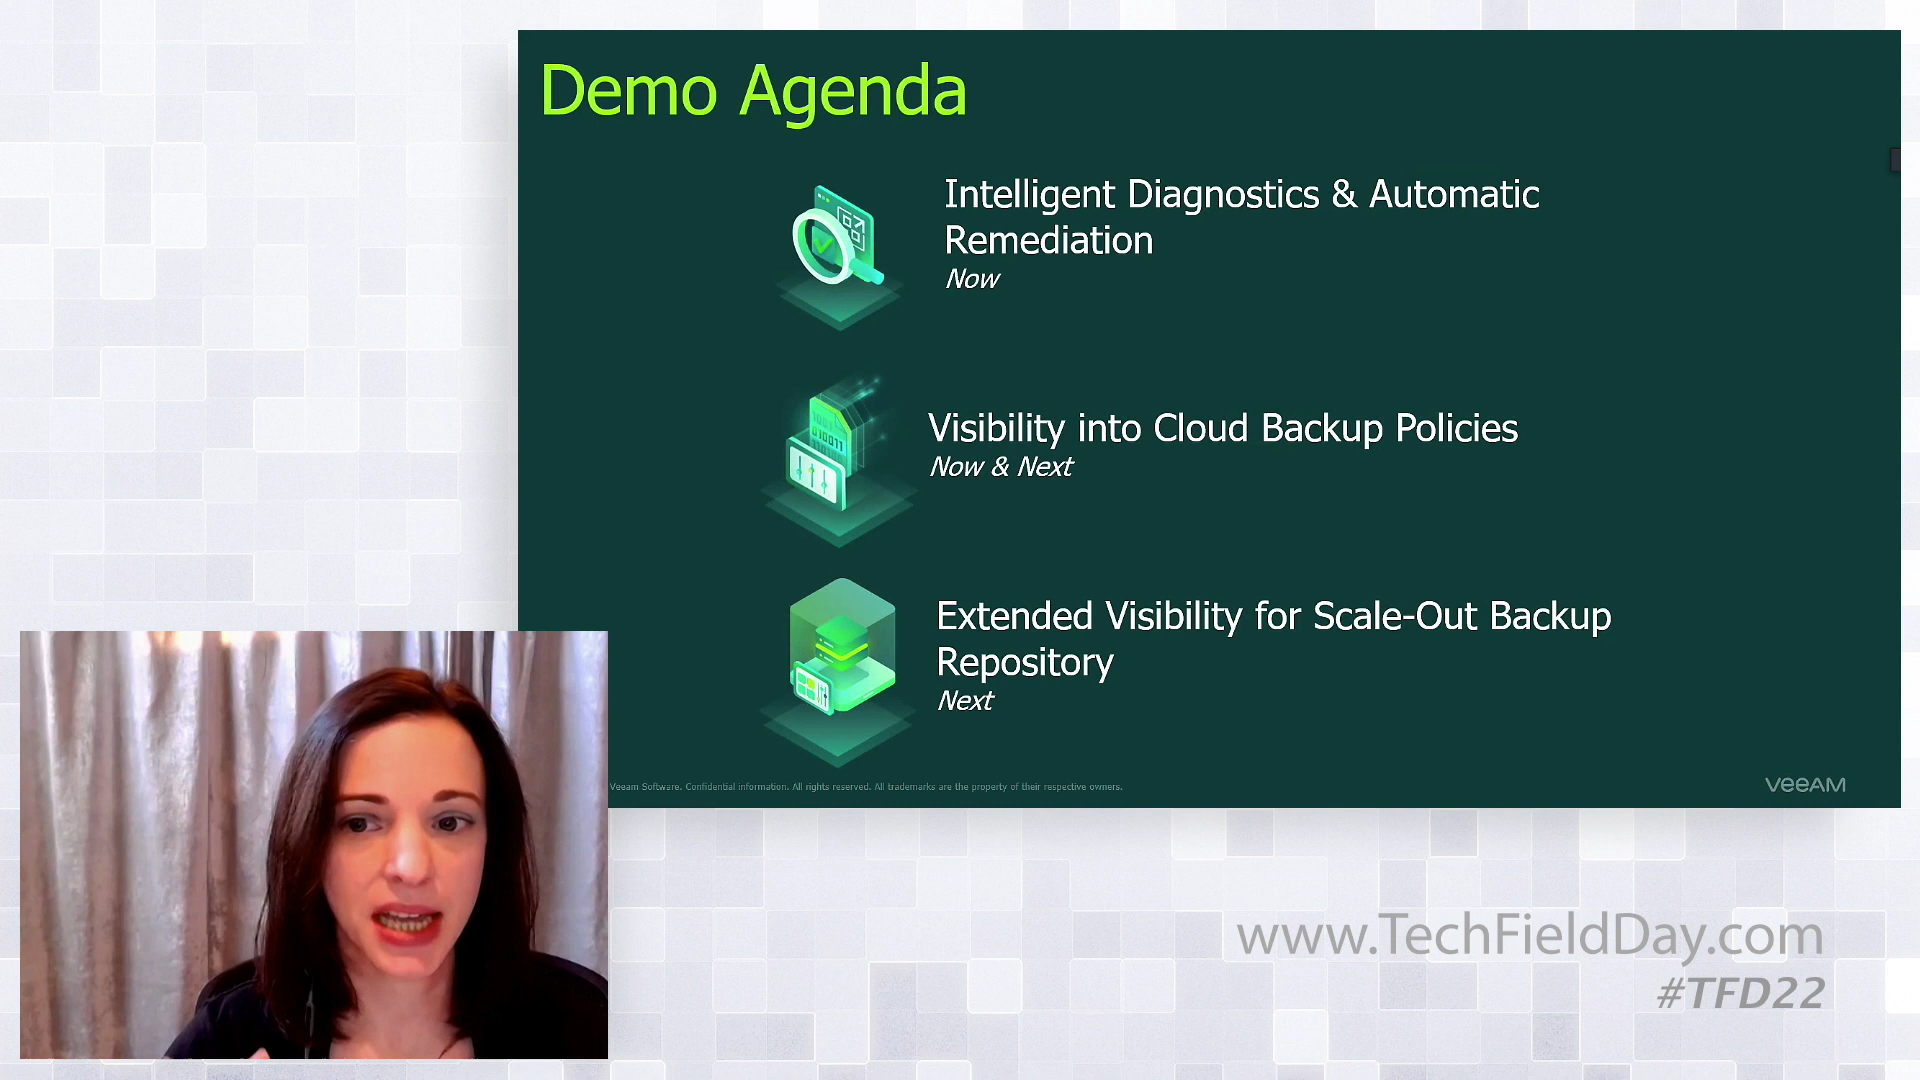 Demo Agenda
Intelligent Diagnostics & Automatic
Remediation
Now
Visibility into Cloud Backup Policies
Now & Next
Extended Visibility for Scale-Out Backup
Repository
Next
Veeam Software. Confidential information. All rights reserved. All trademarks are the property of their respective owners.
veeAM
www.TechFieldDay.com
#TFD22